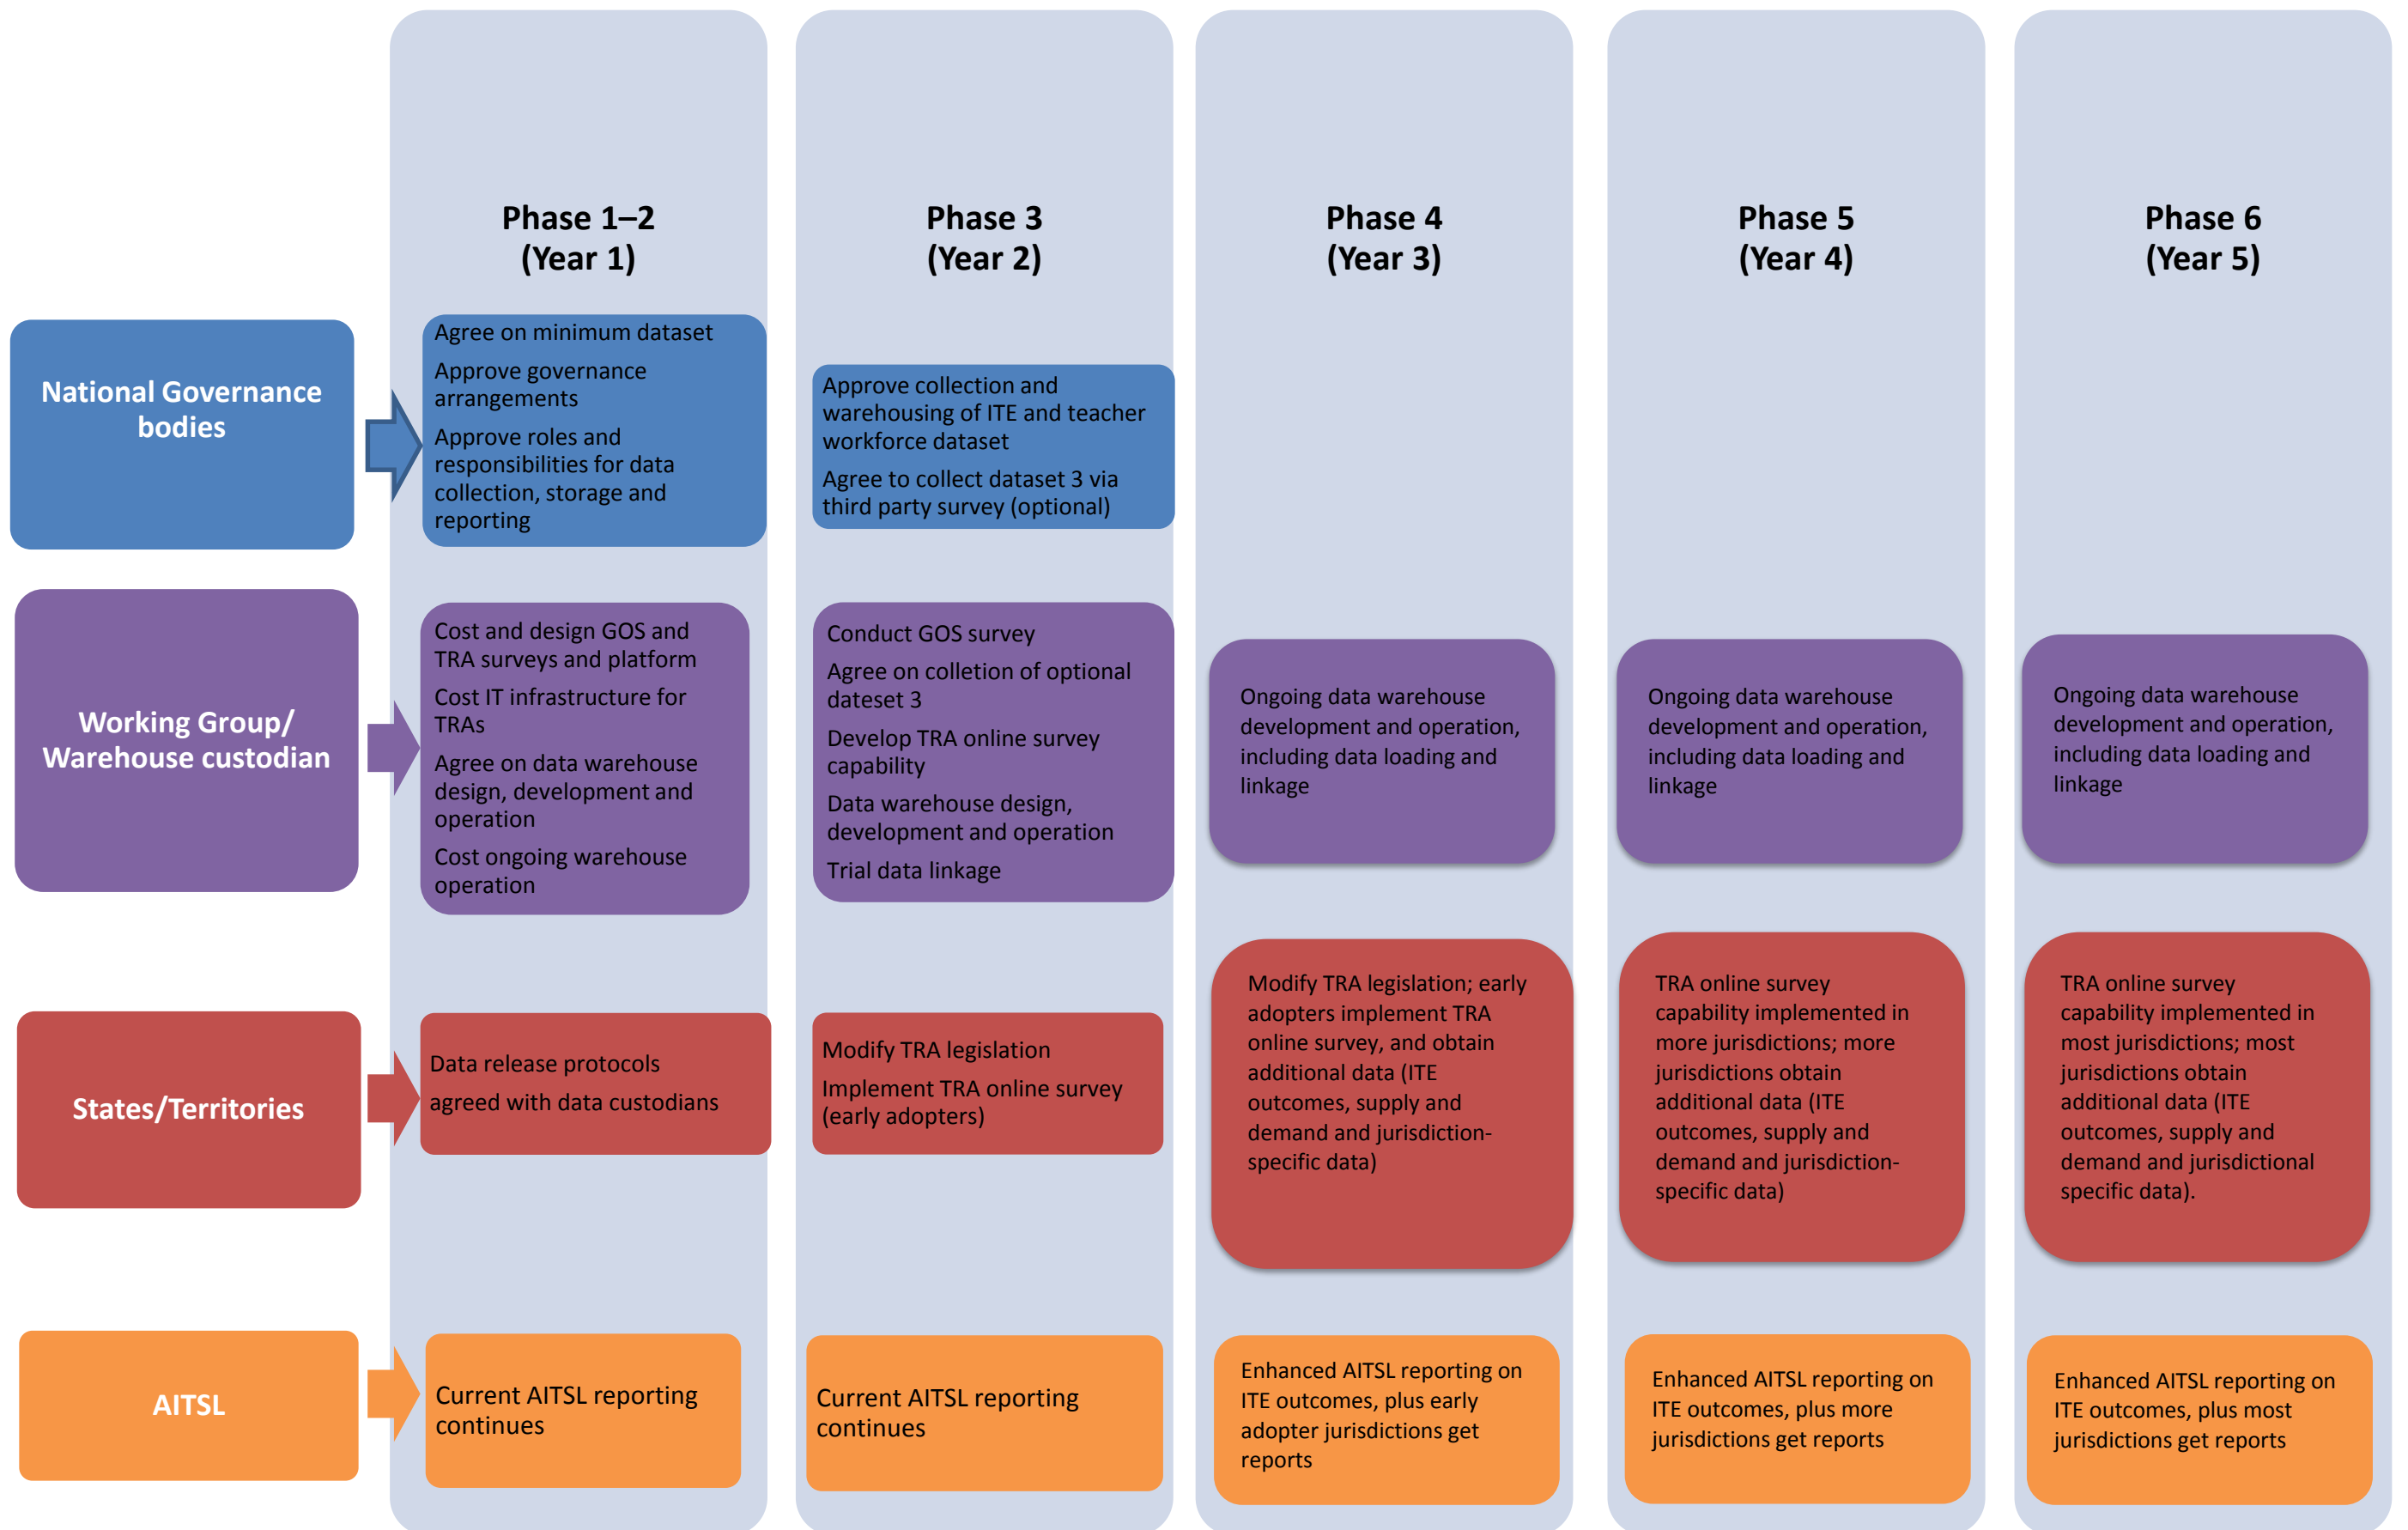 Phase 1–2
(Year 1)
Phase 3
(Year 2)
Phase 4
(Year 3)
Phase 5
(Year 4)
Phase 6
(Year 5)
National Governance
bodies
Agree on minimum dataset
Approve governance
arrangements
Approve roles and
responsibilities for data
collection, storage and
reporting
Approve collection and
warehousing of ITE and teacher
workforce dataset
Agree to collect dataset 3 via
third party survey (optional)
Working Group/
Warehouse custodian
Cost and design GOS and
TRA surveys and platform
Cost IT infrastructure for
TRAs
Agree on data warehouse
design, development and
operation
Cost ongoing warehouse
operation
Conduct GOS survey
Agree on colletion of optional
dateset 3
Develop TRA online survey
capability
Data warehouse design,
development and operation
Trial data linkage
Ongoing data warehouse
development and operation,
including data loading and
linkage
Ongoing data warehouse
development and operation,
including data loading and
linkage
Ongoing data warehouse
development and operation,
including data loading and
linkage
States/Territories
Data release protocols
agreed with data custodians
Modify TRA legislation
Implement TRA online survey
(early adopters)
Modify TRA legislation; early
adopters implement TRA
online survey, and obtain
additional data (ITE
outcomes, supply and
demand and jurisdiction-
specific data)
TRA online survey
capability implemented in
more jurisdictions; more
jurisdictions obtain
additional data (ITE
outcomes, supply and
demand and jurisdiction-
specific data)
TRA online survey
capability implemented in
most jurisdictions; most
jurisdictions obtain
additional data (ITE
outcomes, supply and
demand and jurisdictional
specific data).
AITSL
Current AITSL reporting
continues
Current AITSL reporting
continues
Enhanced AITSL reporting on
ITE outcomes, plus early
adopter jurisdictions get
reports
Enhanced AITSL reporting on
ITE outcomes, plus more
jurisdictions get reports
Enhanced AITSL reporting on
ITE outcomes, plus most
jurisdictions get reports